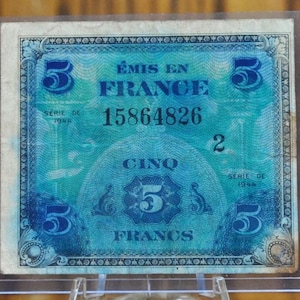 5 5
ÉMIS EN
FRANCE
15864826
SÉRIE DE
1944
2
CINQ
5
SÉRIE DE
1944
FRANCS
5 5